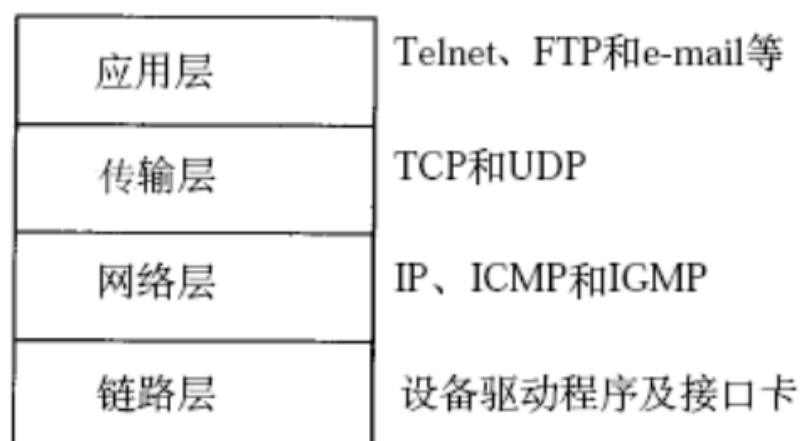 应用层 Telnet、FTP和e-mail等
传输层 TCP和UDP
网络层 IP、ICMP和IGMP
链路层 设备驱动程序及接口卡